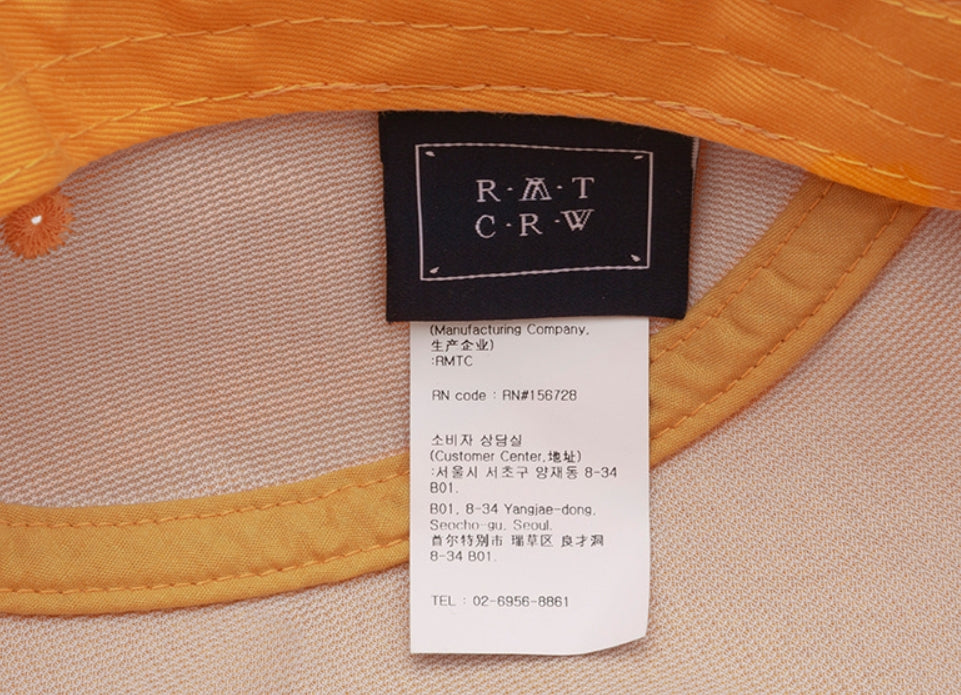 R·M·T
C·R·W
(Manufacturing Company,
生产企业)
:RMTC
RN code : RN#156728
소비자 상담실
(Customer Center,地址)
:서울시 서초구 양재동 8-34
B01.
B01, 8-34 Yangjae-dong,
Seocho-gu, Seoul.
首尔特别市 瑞草区 良才洞
8-34 B01.
TEL : 02-6956-8861